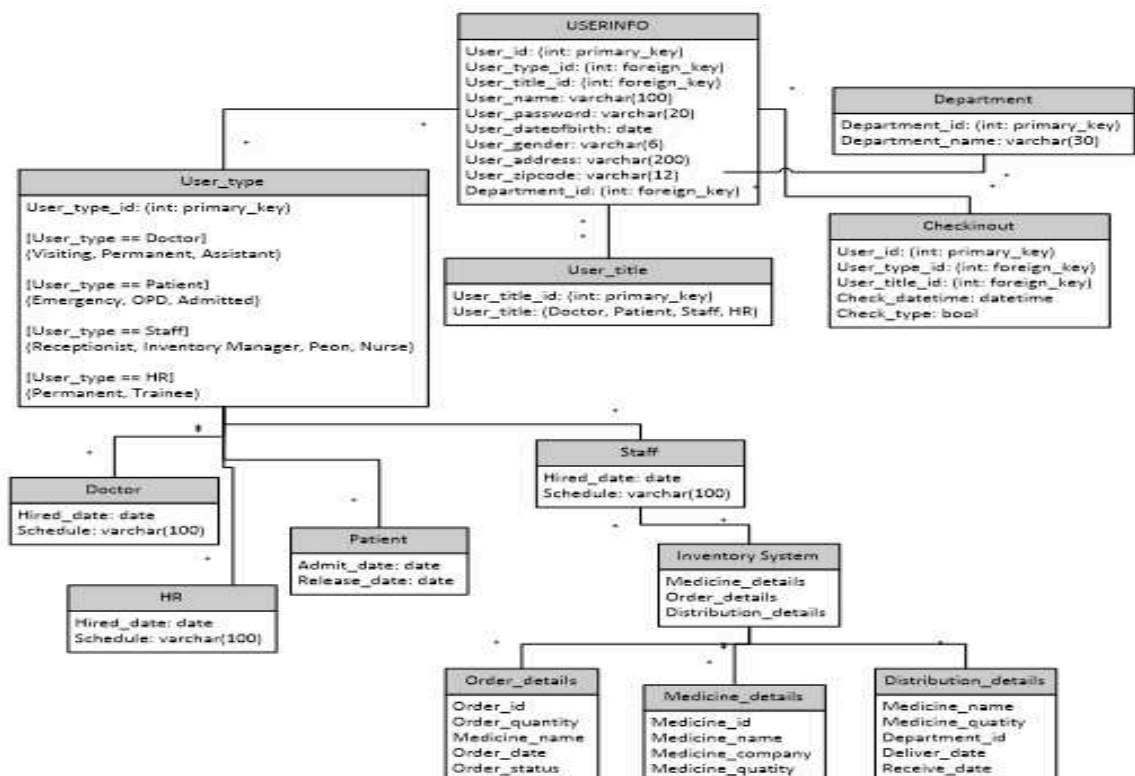 USERINFO
User_id: (int: primary_key)
User_type_id: (int: foreign_key)
User_title_id: (int: foreign_key)
User_name: varchar(100)
User_password: varchar(20)
User_dateofbirth: date
User_gender: varchar(6)
User_address: varchar(200)
User_zipcode: varchar(12)
Department_id: (int: foreign_key)
Department
Department_id: (int: primary_key)
Department_name: varchar(30)
User_type
User_type_id: (int: primary_key)
[User_type == Doctor]
(Visiting, Permanent, Assistant)
[User_type == Patient]
(Emergency, OPD, Admitted)
[User_type == Staff]
(Receptionist, Inventory Manager, Peon, Nurse)
[User_type == HR]
(Permanent, Trainee)
User_title
User_title_id: (int: primary_key)
User_title: (Doctor, Patient, Staff, HR)
Checkinout
User_id: (int: primary_key)
User_type_id: (int: foreign_key)
User_title_id: (int: foreign_key)
Check_datetime: datetime
Check_type: bool
Doctor
Hired_date: date
Schedule: varchar(100)
HR
Hired_date: date
Schedule: varchar(100)
Patient
Admit_date: date
Release_date: date
Staff
Hired_date: date
Schedule: varchar(100)
Inventory System
Medicine_details
Order_details
Distribution_details
Order_details
Order_id
Order_quantity
Medicine_name
Order_date
Order_status
Medicine_details
Medicine_id
Medicine_name
Medicine_company
Medicine_quatity
Distribution_details
Medicine_name
Medicine_quatity
Department_id
Deliver_date
Receive_date